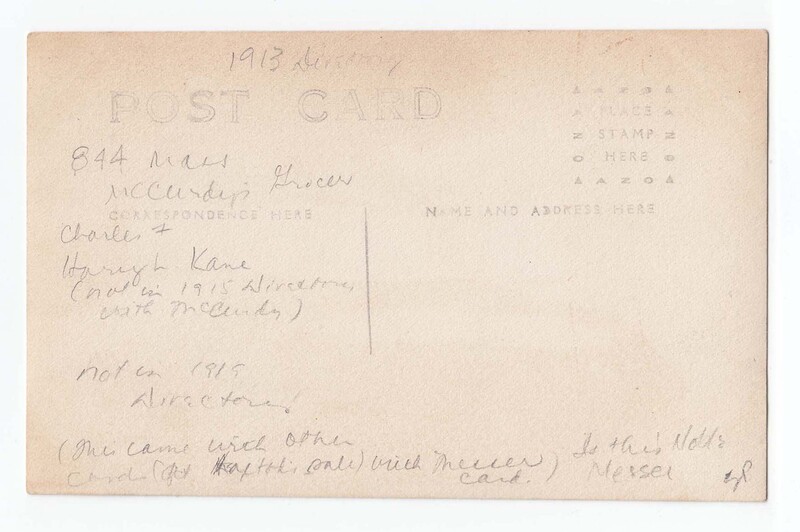 1913 Directory
POST CARD
AZO
PLACE
STAMP
HERE
AZO
844 Mass
McCurdy's Grocer
CORRESPONDENCE HERE
NAME AND ADDRESS HERE
Charles +
Kane
(not in 1915 Directory
with McCurdy)
not in 1919
Directory
(This came with other
cards (at sale) with Messer
card.)
Is this
Messer